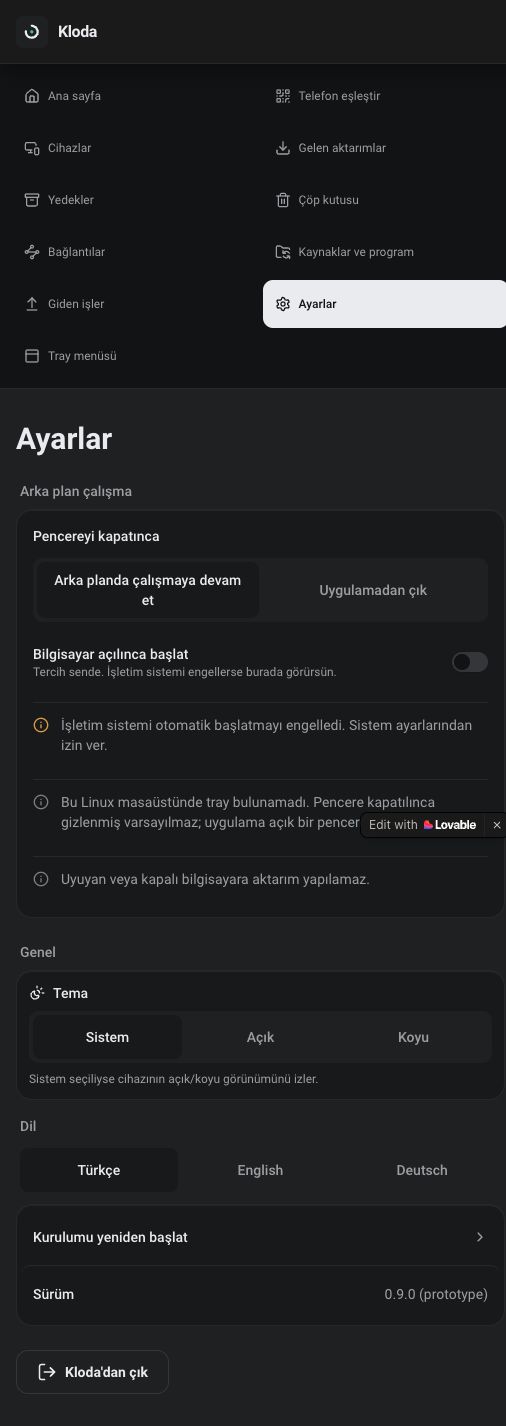 Kloda
Ana sayfa
Telefon eşleştir
Cihazlar
Gelen aktarımlar
Yedekler
Çöp kutusu
Bağlantılar
Kaynaklar ve program
Giden işler
Ayarlar
Tray menüsü
Ayarlar
Arka plan çalışma
Pencereyi kapatınca
Arka planda çalışmaya devam
et
Uygulamadan çık
Bilgisayar açılınca başlat
Tercih sende. İşletim sistemi engellerse burada görürsün.
İşletim sistemi otomatik başlatmayı engelledi. Sistem ayarlarından
izin ver.
Bu Linux masaüstünde tray bulunamadı. Pencere kapatılınca
gizlenmiş varsayılmaz; uygulama açık bir
Edit with Lovable
Uyuyan veya kapalı bilgisayara aktarım yapılamaz.
Genel
Tema
Sistem
Açık
Koyu
Sistem seçiliyse cihazının açık/koyu görünümünü izler.
Dil
Türkçe
English
Deutsch
Kurulumu yeniden başlat
Sürüm
0.9.0 (prototype)
Kloda'dan çık